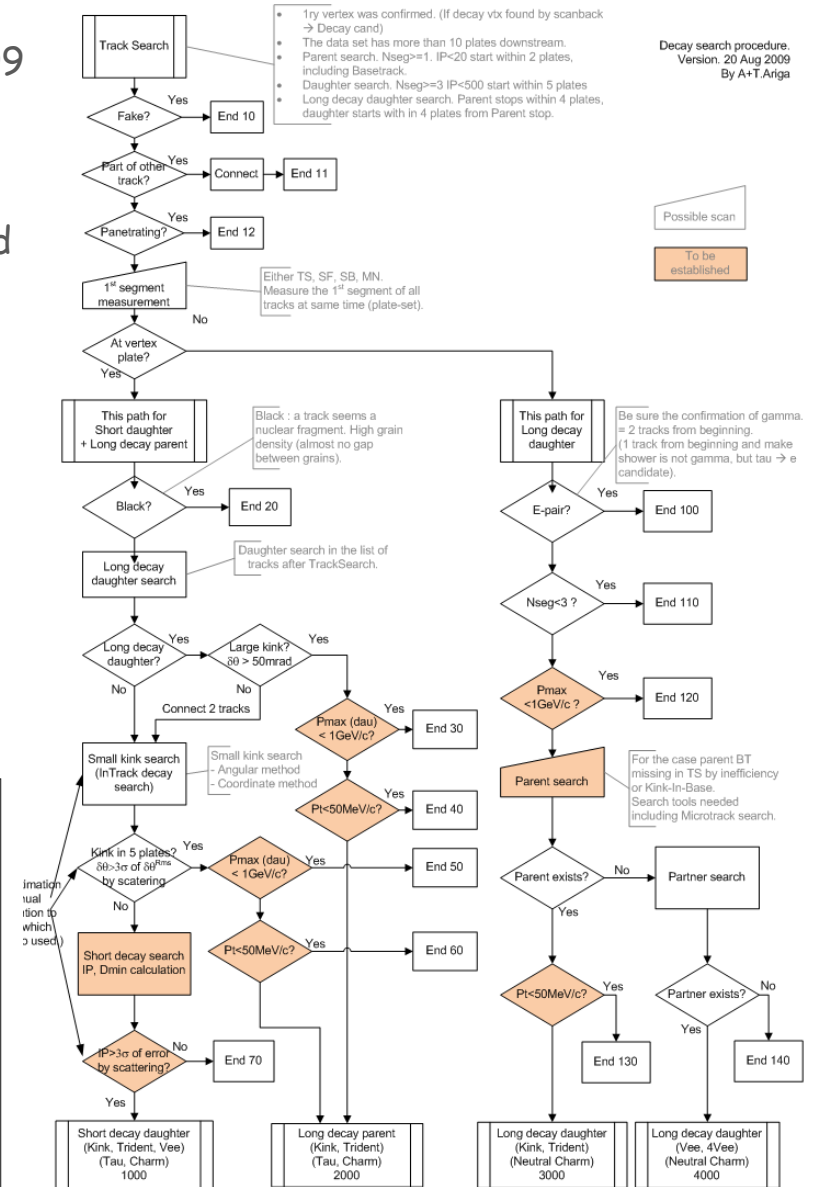 9
d
Track Search
• 1ry vertex was confirmed. (If decay vtx found by scanback
→ Decay cand)
• The data set has more than 10 plates downstream.
• Parent search. Nseg>=1. IP<20 start within 2 plates,
including Basetrack.
• Daughter search. Nseg>=3 IP<500 start within 5 plates
• Long decay daughter search. Parent stops within 4 plates,
daughter starts with in 4 plates from Parent stop.
Decay search procedure.
Version. 20 Aug 2009
By A+T.Ariga
Fake?
Yes
End 10
Part of other
track?
Yes
Connect
End 11
Panetrating?
Yes
End 12
Possible scan
To be
established
1st segment
measurement
Either TS, SF, SB, MN.
Measure the 1st segment of all
tracks at same time (plate-set).
No
At vertex
plate?
Yes
This path for
Short daughter
+ Long decay parent
Black : a track seems a
nuclear fragment. High grain
density (almost no gap
between grains).
This path for
Long decay
daughter
Be sure the confirmation of gamma.
= 2 tracks from beginning.
(1 track from beginning and make
shower is not gamma, but tau → e
candidate).
Black?
Yes
End 20
E-pair?
Yes
End 100
Long decay
daughter search
Daughter search in the list of
tracks after TrackSearch.
Nseg<3 ?
Yes
End 110
Long decay
daughter?
Yes
No
Large kink?
δθ > 50mrad
Yes
No
Connect 2 tracks
Pmax
<1GeV/c ?
Yes
End 120
Pmax (dau)
< 1GeV/c?
Yes
End 30
Small kink search
(InTrack decay
search)
Small kink search
- Angular method
- Coordinate method
Parent search
For the case parent BT
missing in TS by inefficiency
or Kink-In-Base.
Search tools needed
including Microtrack search.
Pt<50MeV/c?
Yes
End 40
Kink in 5 plates?
δθ>3σ of δθRms
by scatering
Yes
No
Pmax (dau)
< 1GeV/c?
Yes
End 50
Parent exists?
No
Yes
Partner search
imation
nual
tion to
which
o used.)
Short decay search
IP, Dmin calculation
Pt<50MeV/c?
Yes
End 60
Pt<50MeV/c?
Yes
End 130
Partner exists?
No
Yes
End 140
IP>3σ of error
by scattering?
No
Yes
End 70
Short decay daughter
(Kink, Trident, Vee)
(Tau, Charm)
1000
Long decay parent
(Kink, Trident)
(Tau, Charm)
2000
Long decay daughter
(Kink, Trident)
(Neutral Charm)
3000
Long decay daughter
(Vee, 4Vee)
(Neutral Charm)
4000